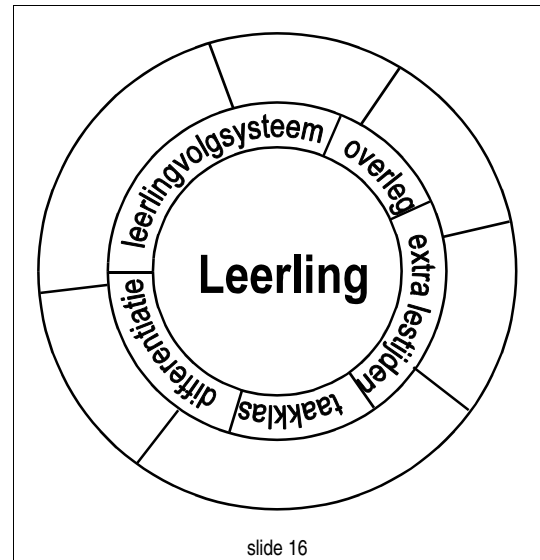 leerlingvolgsysteem
overleg
extra lestijden
taakklas
differentiatie
Leerling
slide 16